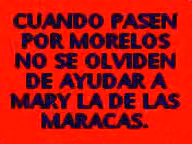 CUANDO PASEN
POR MORELOS
NO SE OLVIDEN
DE AYUDAR A
MARY LA DE LAS
MARACAS.